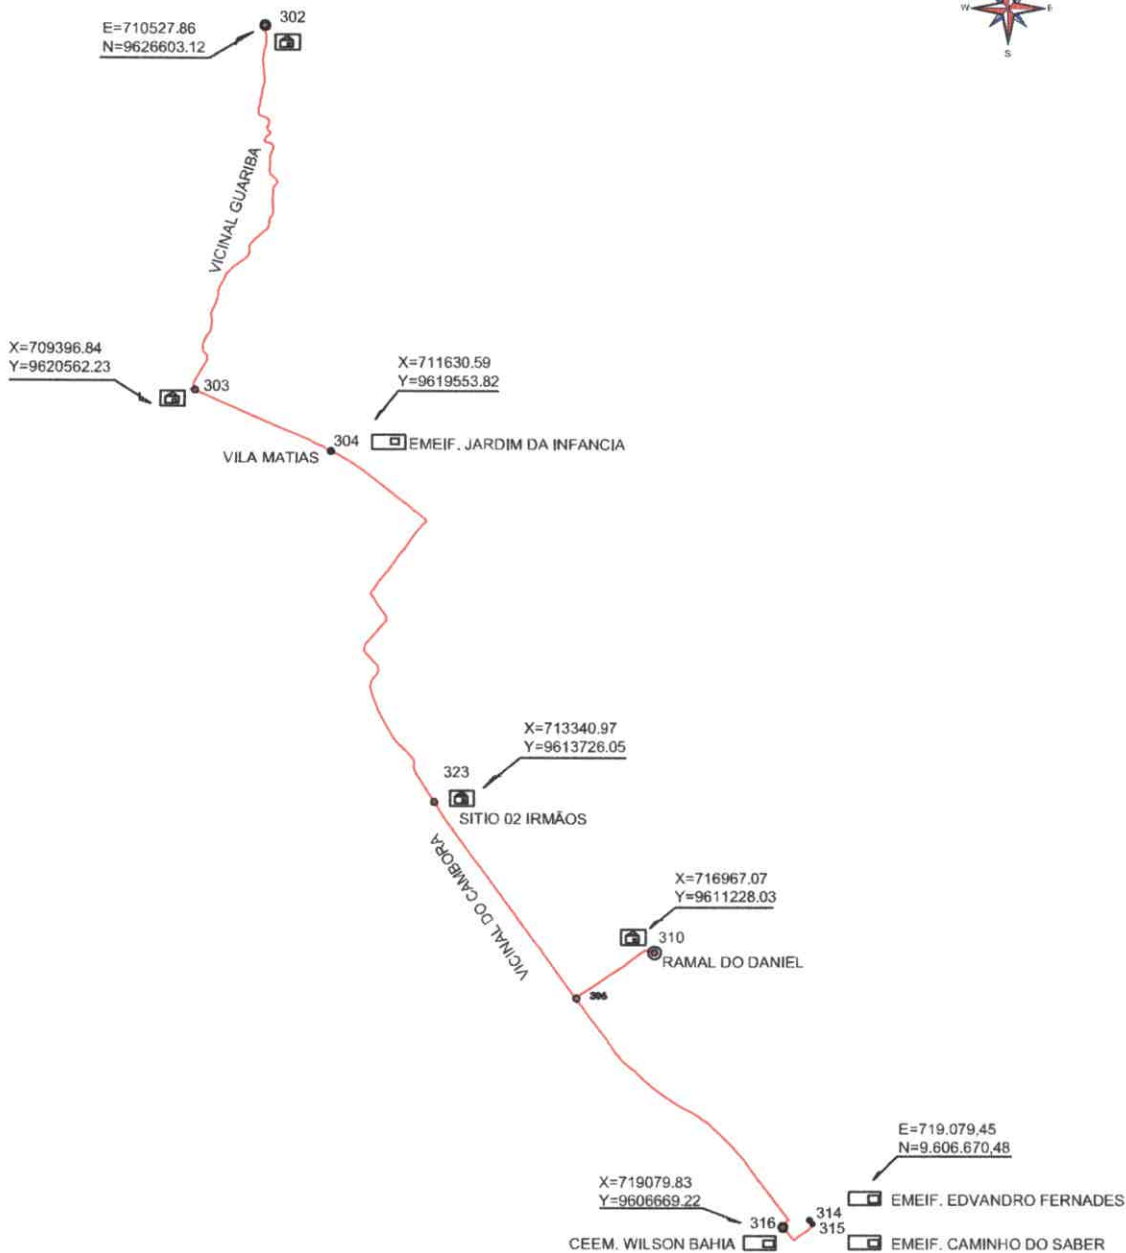 302
E=710527.86
N=9626603.12
W
E
S
VICINAL GUARIBA
X=709396.84
Y=9620562.23
303
X=711630.59
Y=9619553.82
304
EMEIF. JARDIM DA INFANCIA
VILA MATIAS
X=713340.97
Y=9613726.05
323
SITIO 02 IRMÃOS
VICINAL DO CAMBORA
X=716967.07
Y=9611228.03
310
RAMAL DO DANIEL
E=719.079,45
N=9.606.670,48
X=719079.83
Y=9606669.22
EMEIF. EDVANDRO FERNADES
314
315
316
CEEM. WILSON BAHIA
EMEIF. CAMINHO DO SABER